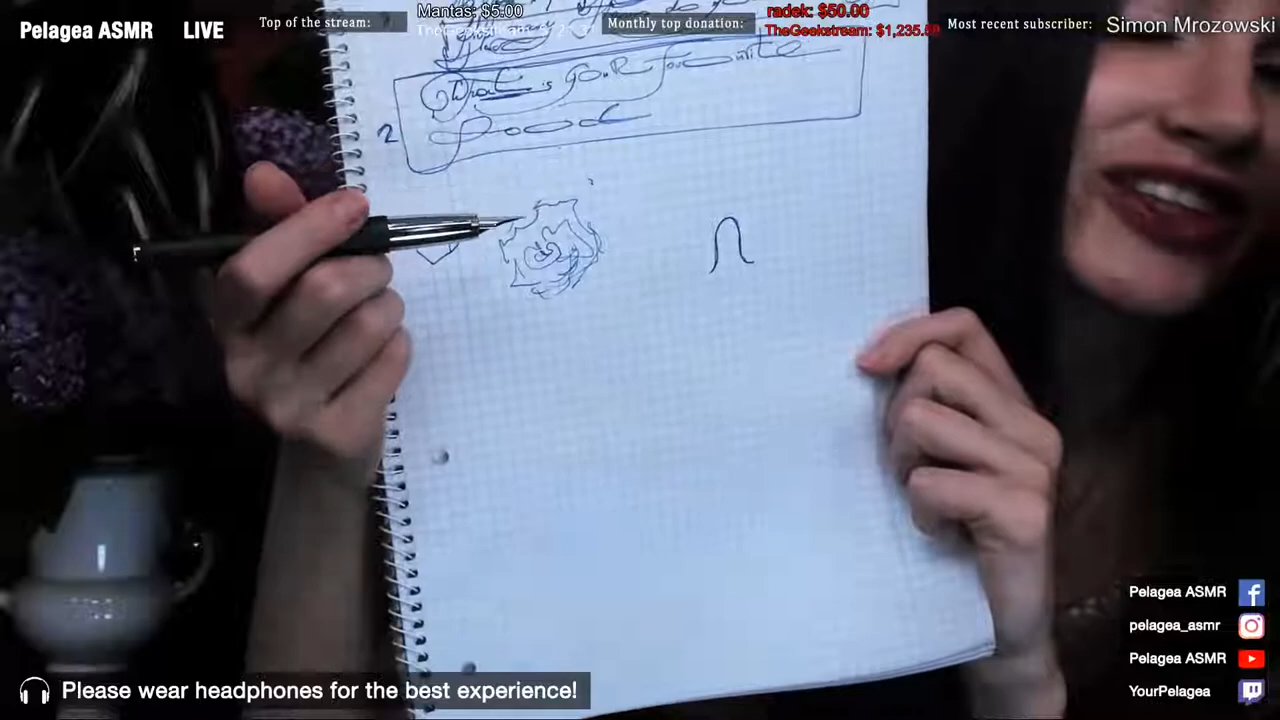 Pelagea ASMR LIVE
Top of the stream: Mantas: $5.00
Monthly top donation: radek: $50.00
TheGeekstream: $1,235.
Most recent subscriber: Simon Mrozowski
What is your favourite
2 food
Pelagea ASMR
pelagea_asmr
Pelagea ASMR
YourPelagea
Please wear headphones for the best experience!